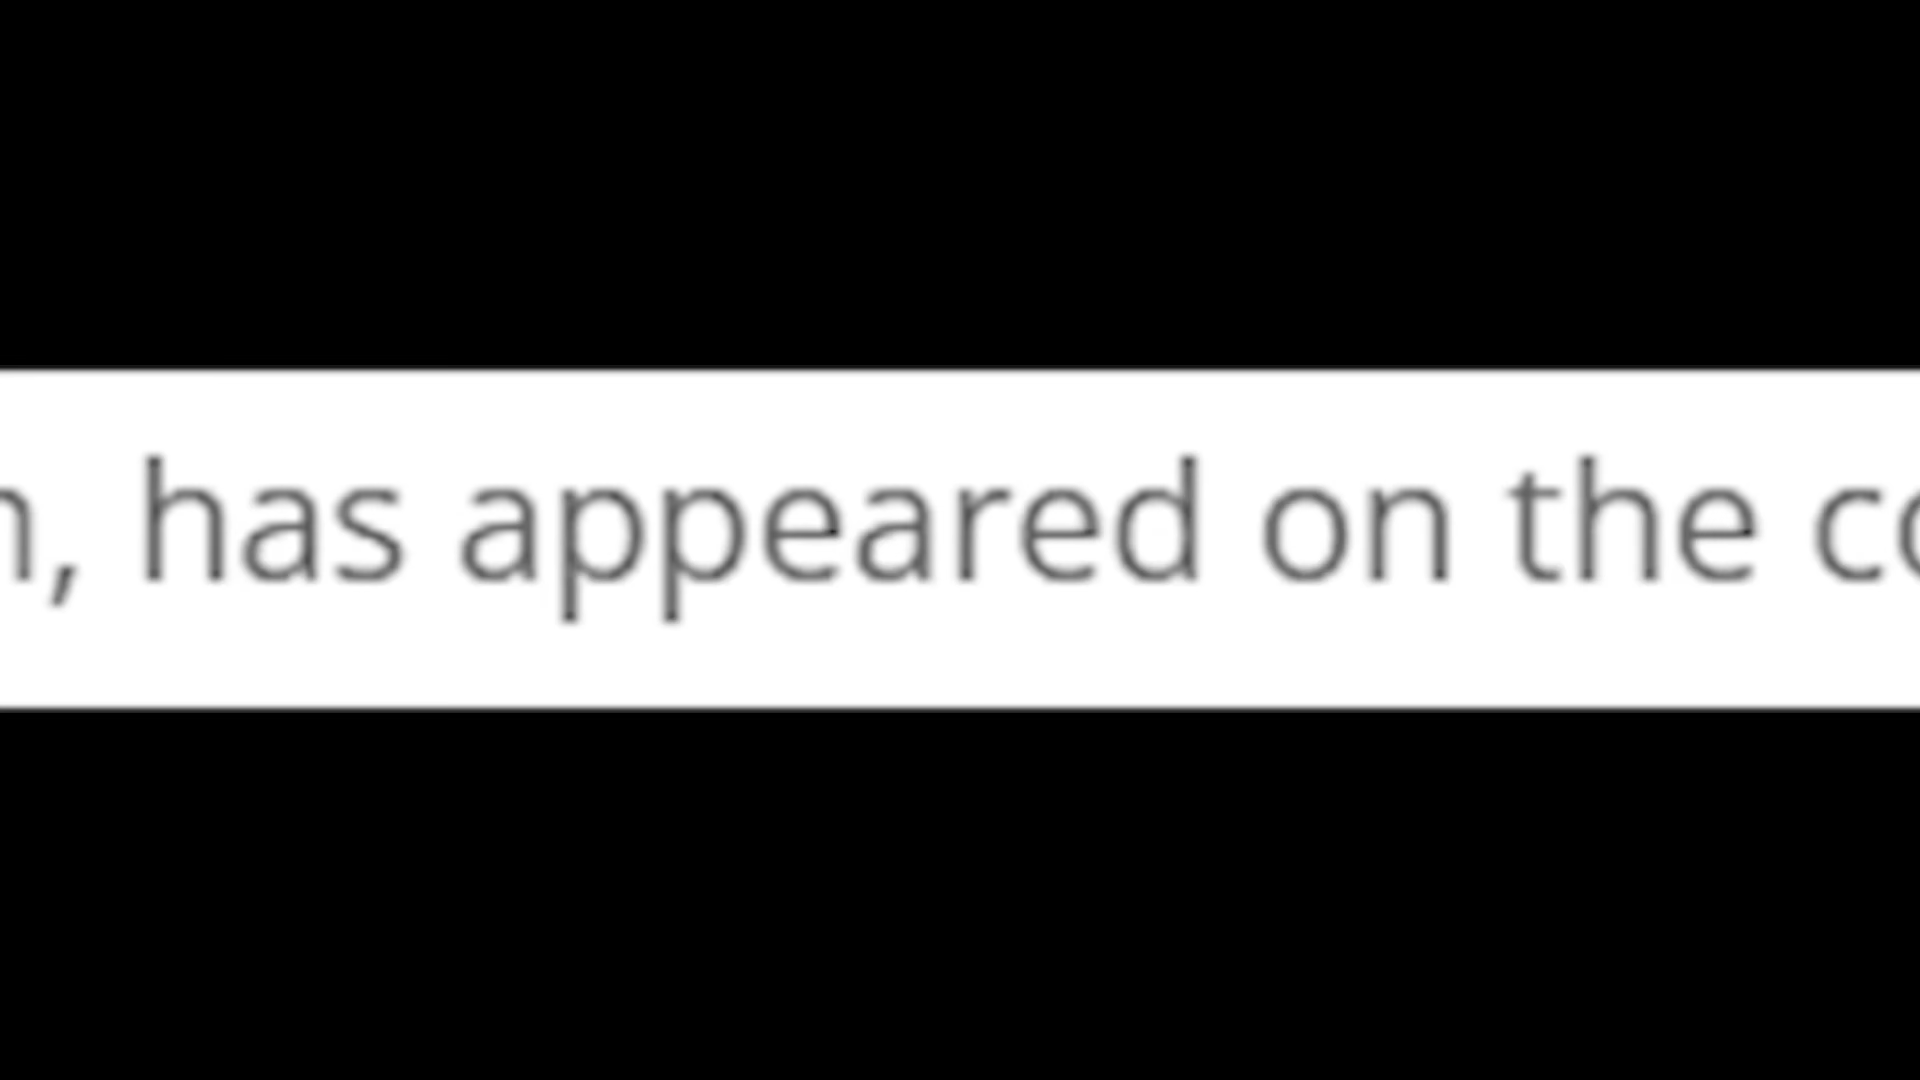 , has appeared on the